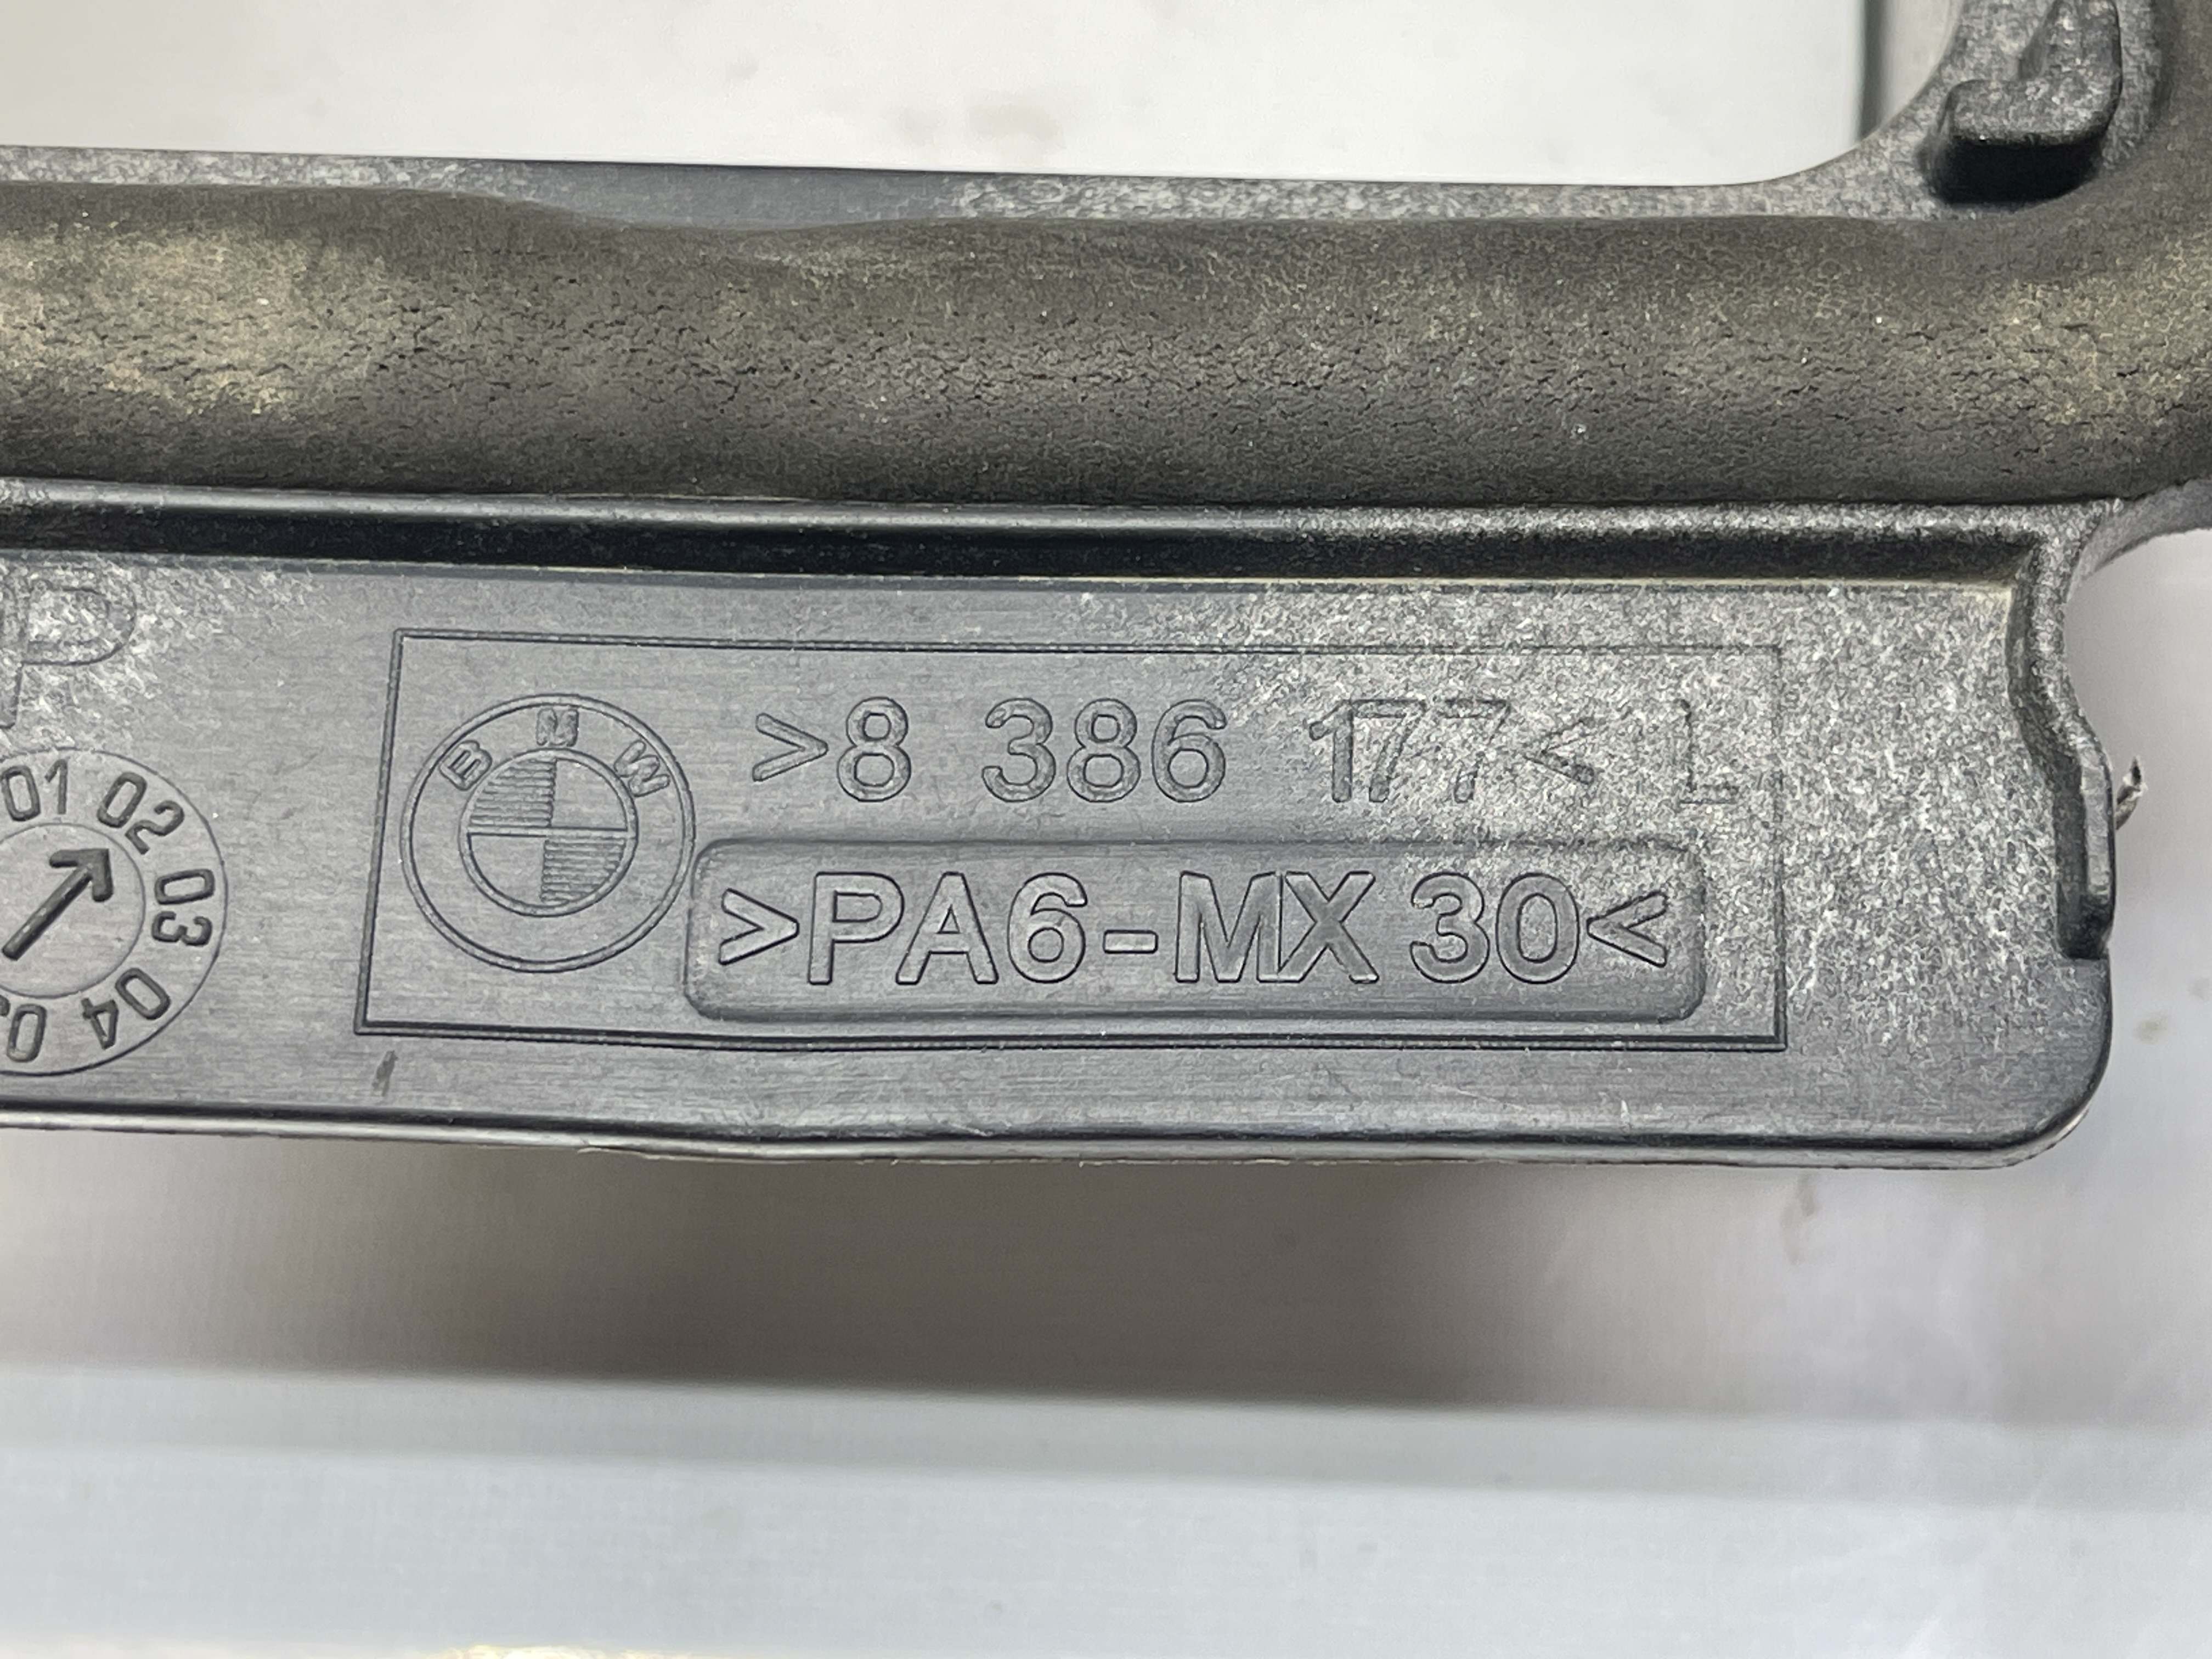 P
BMW
>8 386 177< L
>PA6-MX 30<
01 02 03 04